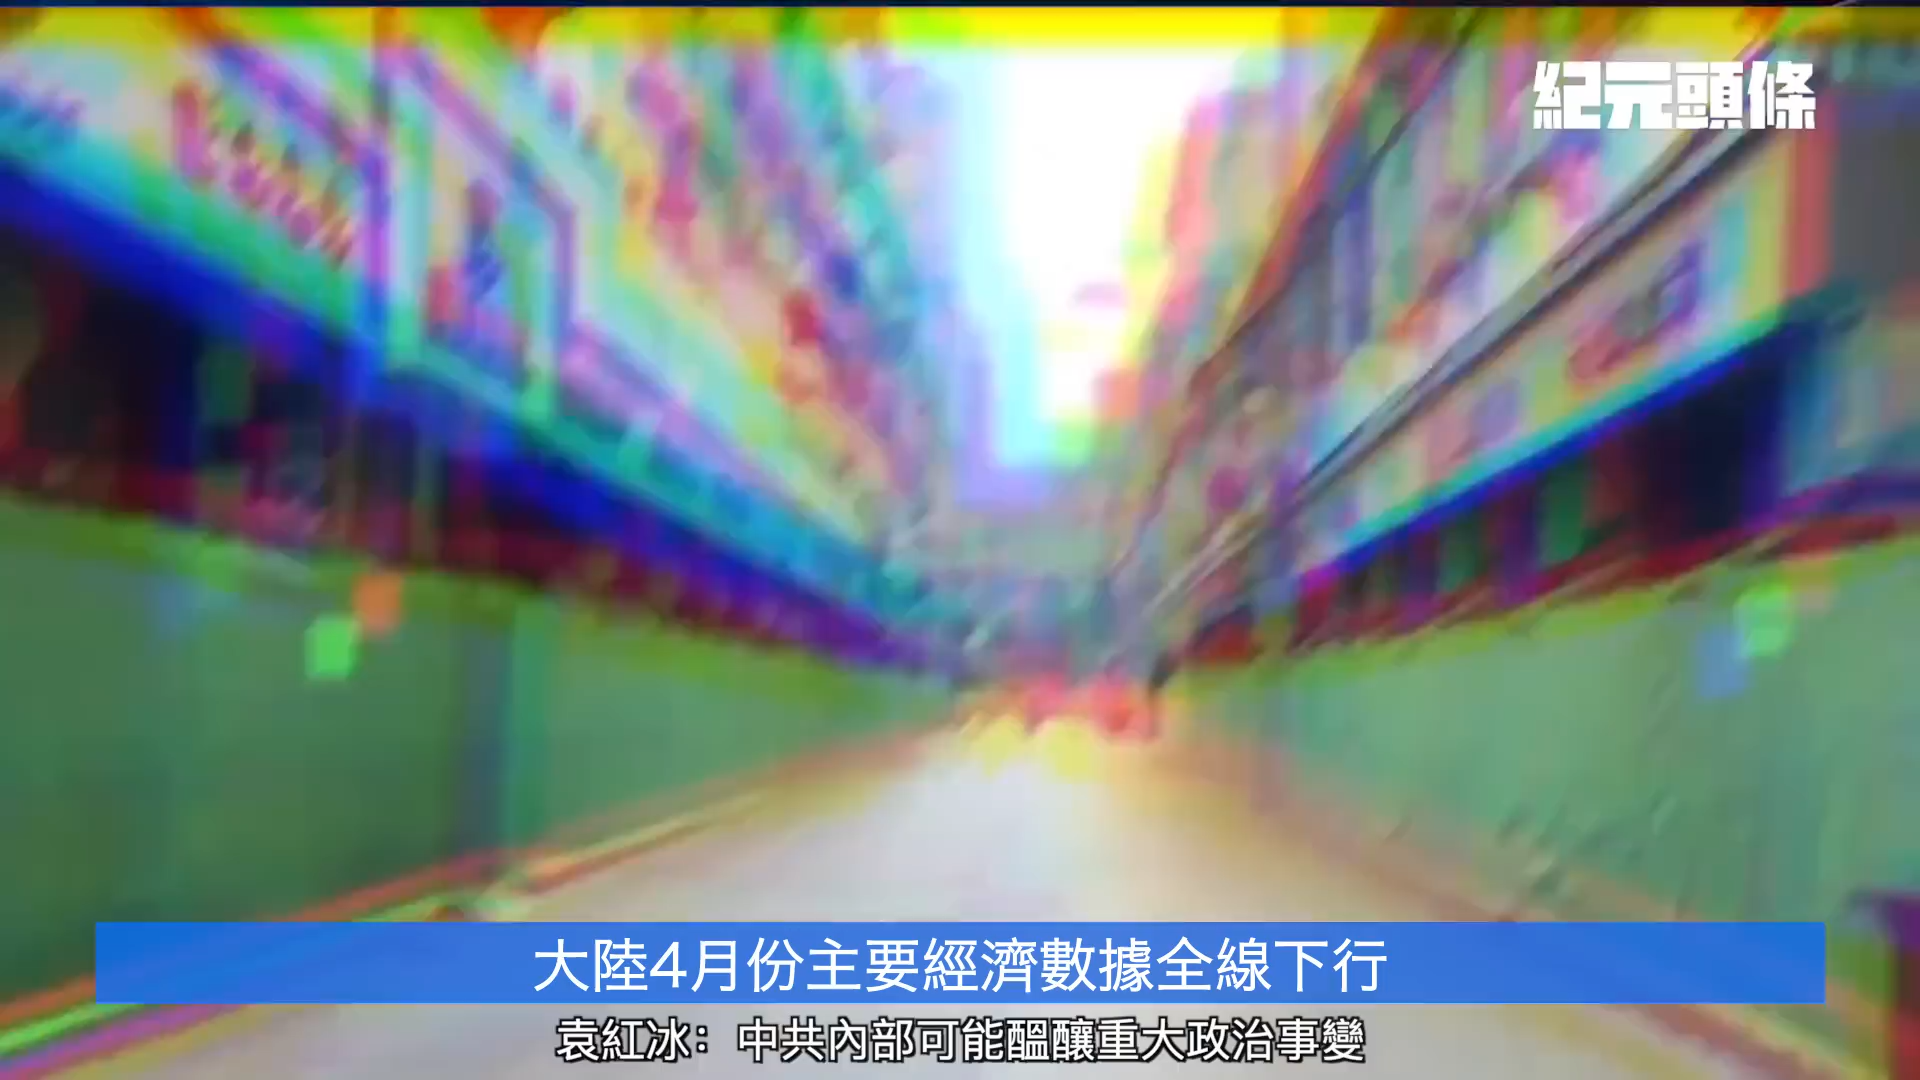 紀元頭條
大陸4月份主要經濟數據全線下行
袁紅冰：中共內部可能醞釀重大政治事變